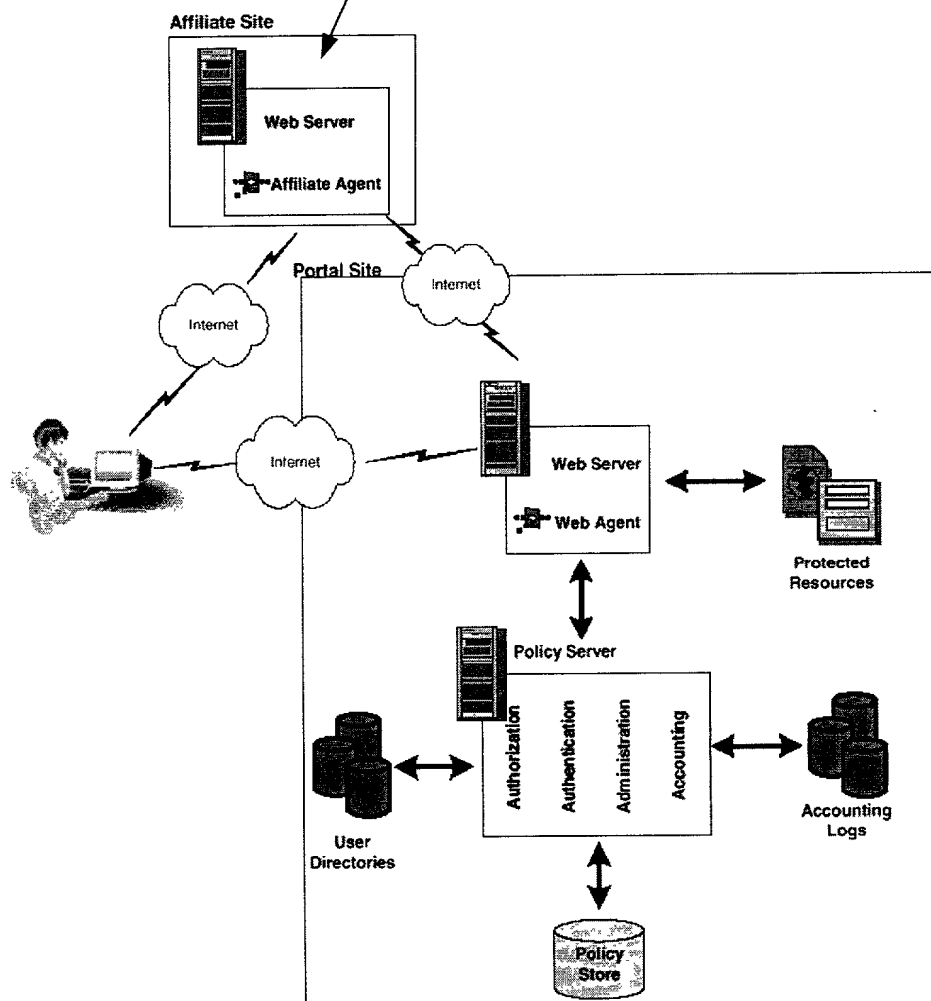 Affiliate Site
Web Server
Affiliate Agent
Portal Site
Internet
Internet
Internet
Web Server
Web Agent
Protected
Resources
Policy Server
Authorization
Authentication
Administration
Accounting
User
Directories
Accounting
Logs
Policy
Store